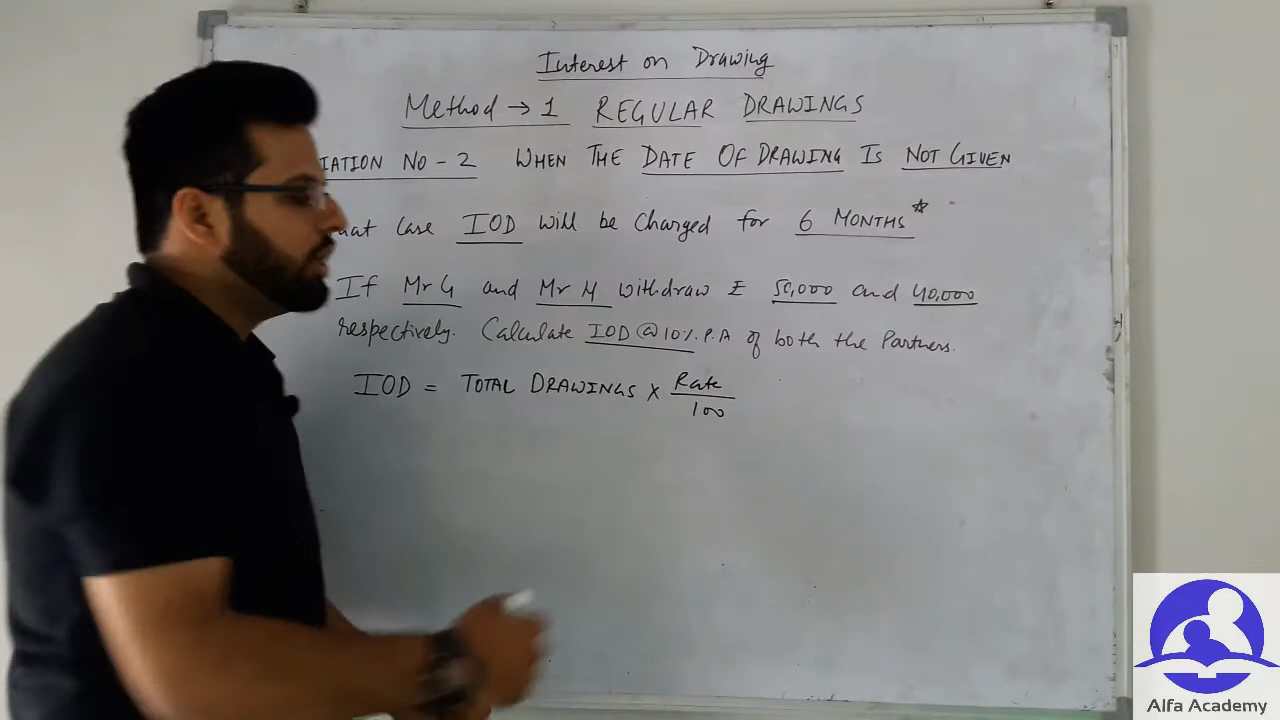 Interest on Drawing
Method → 1 REGULAR DRAWINGS
IATION NO - 2 WHEN THE DATE OF DRAWING IS NOT GIVEN
hat Case IOD will be Charged for 6 MONTHS*
If Mr G and Mr M withdraw ₹ 50,000 and 40,000
respectively. Calculate IOD @ 10% P.A of both the Partners.
IOD = TOTAL DRAWINGS × Rate/100
Alfa Academy